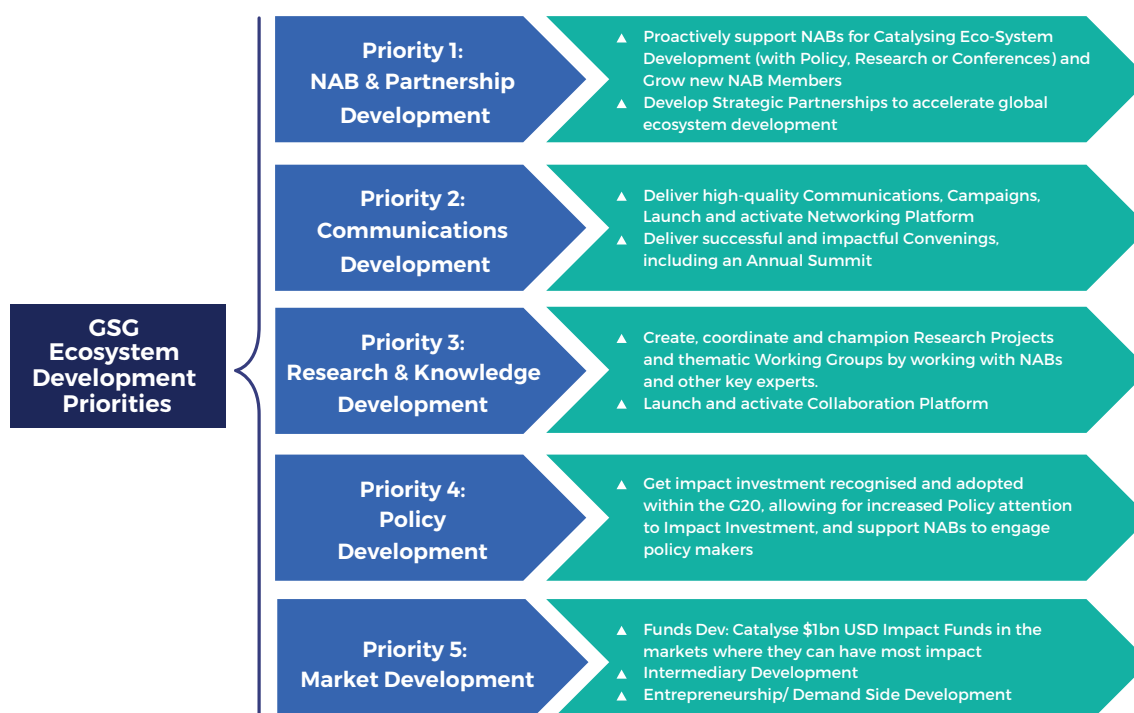 GSG
Ecosystem
Development
Priorities
Priority 1:
NAB & Partnership
Development
▲ Proactively support NABs for Catalysing Eco-System
Development (with Policy, Research or Conferences) and
Grow new NAB Members
▲ Develop Strategic Partnerships to accelerate global
ecosystem development
Priority 2:
Communications
Development
▲ Deliver high-quality Communications, Campaigns,
Launch and activate Networking Platform
▲ Deliver successful and impactful Convenings,
including an Annual Summit
Priority 3:
Research & Knowledge
Development
▲ Create, coordinate and champion Research Projects
and thematic Working Groups by working with NABs
and other key experts.
▲ Launch and activate Collaboration Platform
Priority 4:
Policy
Development
▲ Get impact investment recognised and adopted
within the G20, allowing for increased Policy attention
to Impact Investment, and support NABs to engage
policy makers
Priority 5:
Market Development
▲ Funds Dev: Catalyse $1bn USD Impact Funds in the
markets where they can have most impact
▲ Intermediary Development
▲ Entrepreneurship/ Demand Side Development